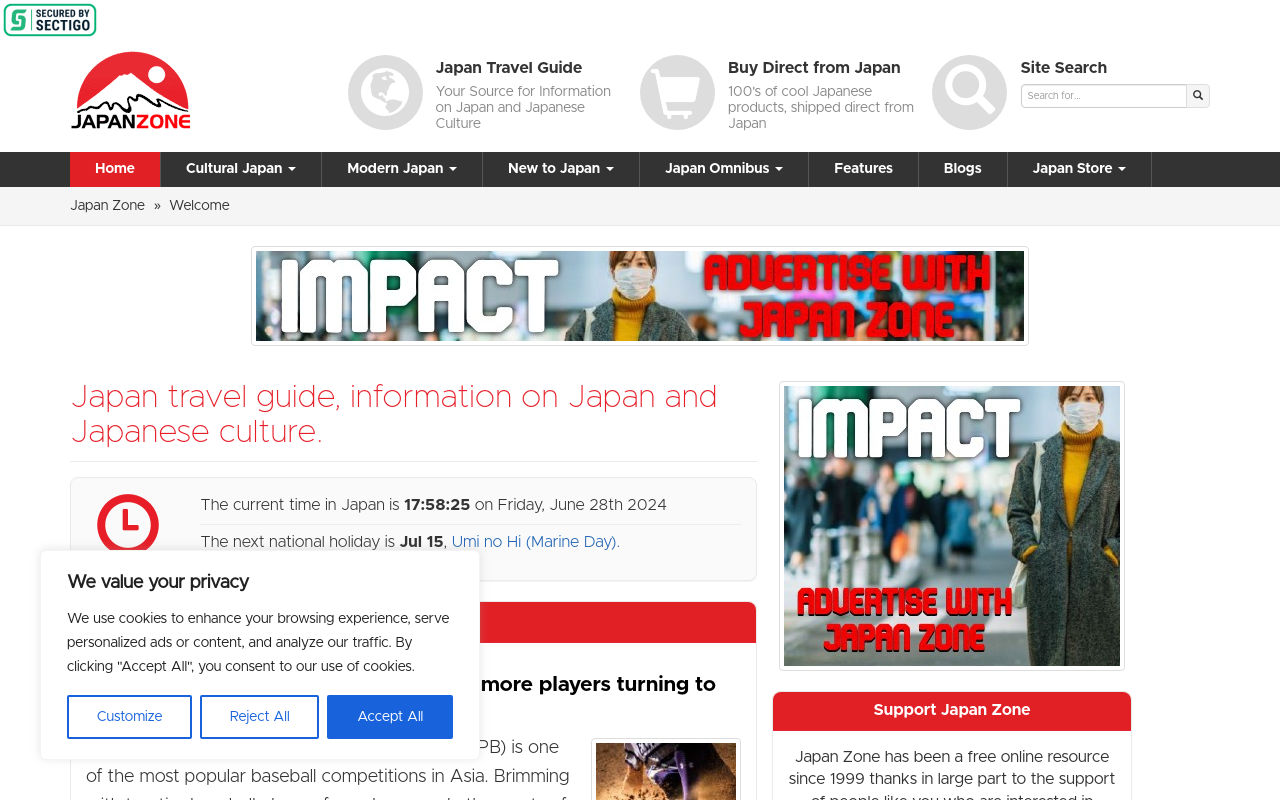 SECURED BY
SECTIGO
JAPANZONE
Japan Travel Guide
Your Source for Information
on Japan and Japanese
Culture
Buy Direct from Japan
100's of cool Japanese
products, shipped direct from
Japan
Site Search
Search for...
Home
Cultural Japan
Modern Japan
New to Japan
Japan Omnibus
Features
Blogs
Japan Store
Japan Zone » Welcome
IMPACT
ADVERTISE WITH
JAPAN ZONE
Japan travel guide, information on Japan and
Japanese culture.
The current time in Japan is 17:58:25 on Friday, June 28th 2024
The next national holiday is Jul 15, Umi no Hi (Marine Day).
IMPACT
ADVERTISE WITH
JAPAN ZONE
We value your privacy
We use cookies to enhance your browsing experience, serve
personalized ads or content, and analyze our traffic. By
clicking "Accept All", you consent to our use of cookies.
Customize
Reject All
Accept All
more players turning to
PB) is one
of the most popular baseball competitions in Asia. Brimming
Support Japan Zone
Japan Zone has been a free online resource
since 1999 thanks in large part to the support
of people like you who are interested in